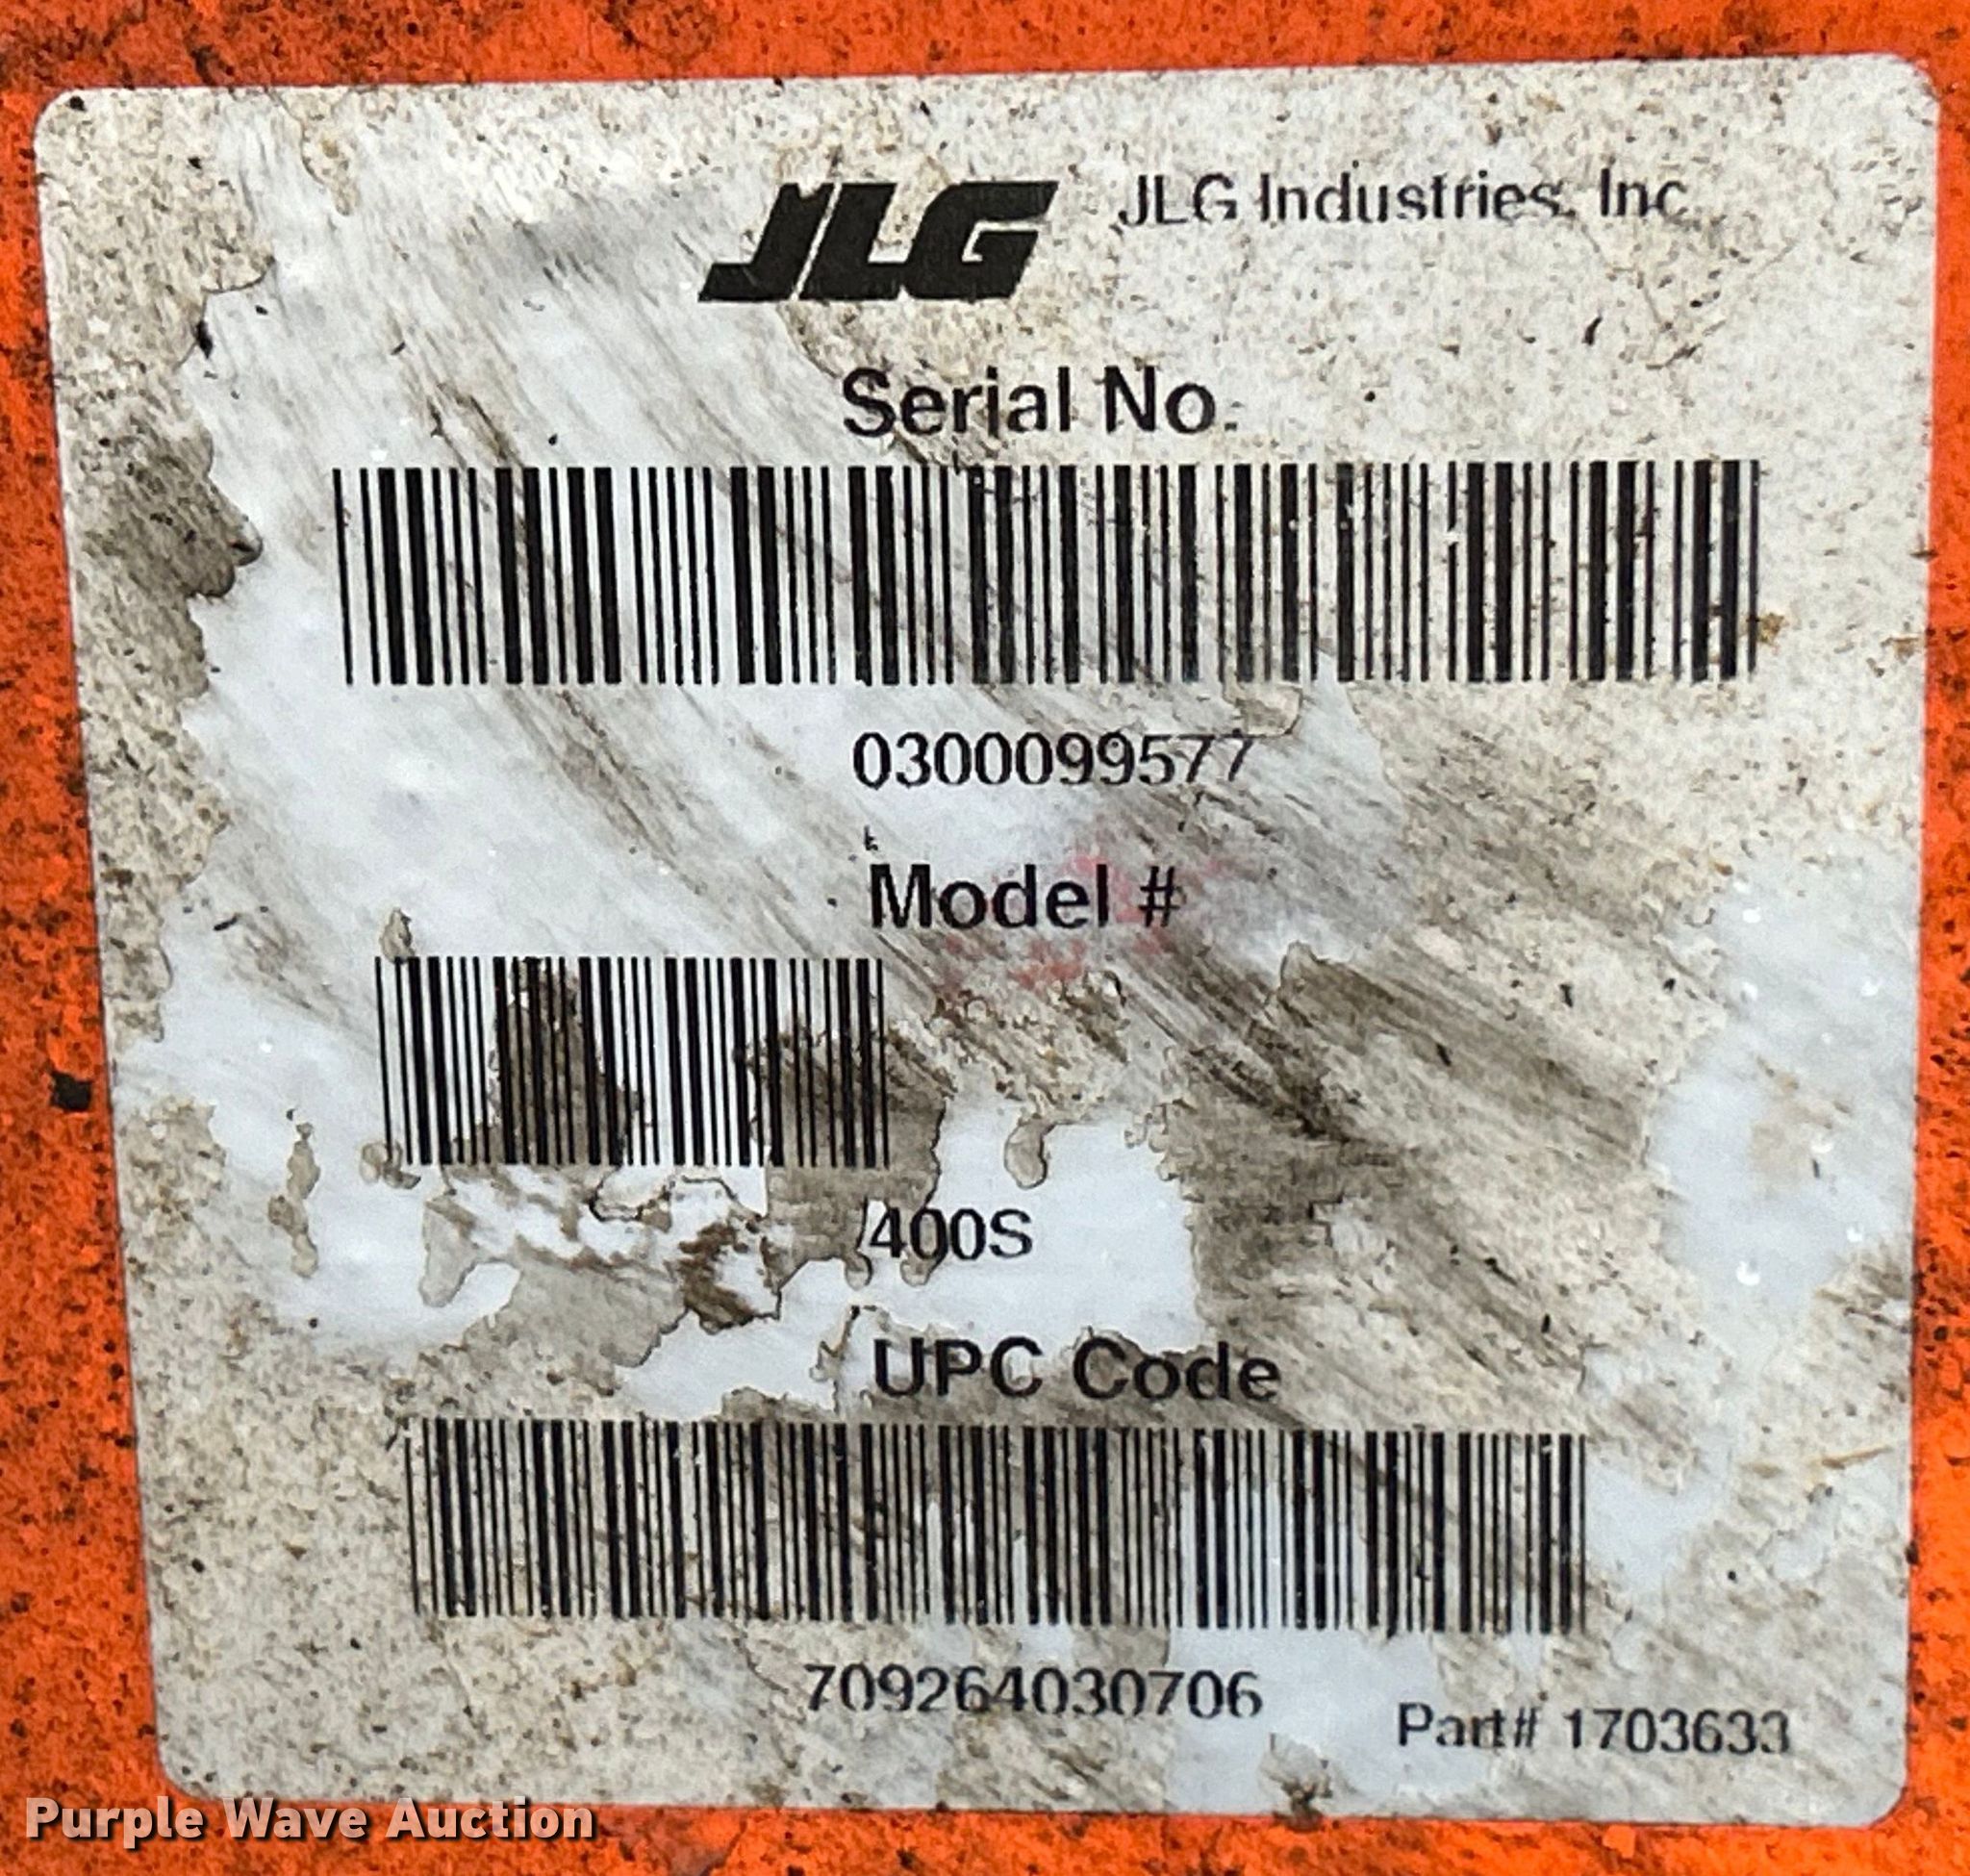 JLG JLG Industries, Inc.
Serial No.
0300099577
Model #
400S
UPC Code
709264030706
Part# 1703633
Purple Wave Auction